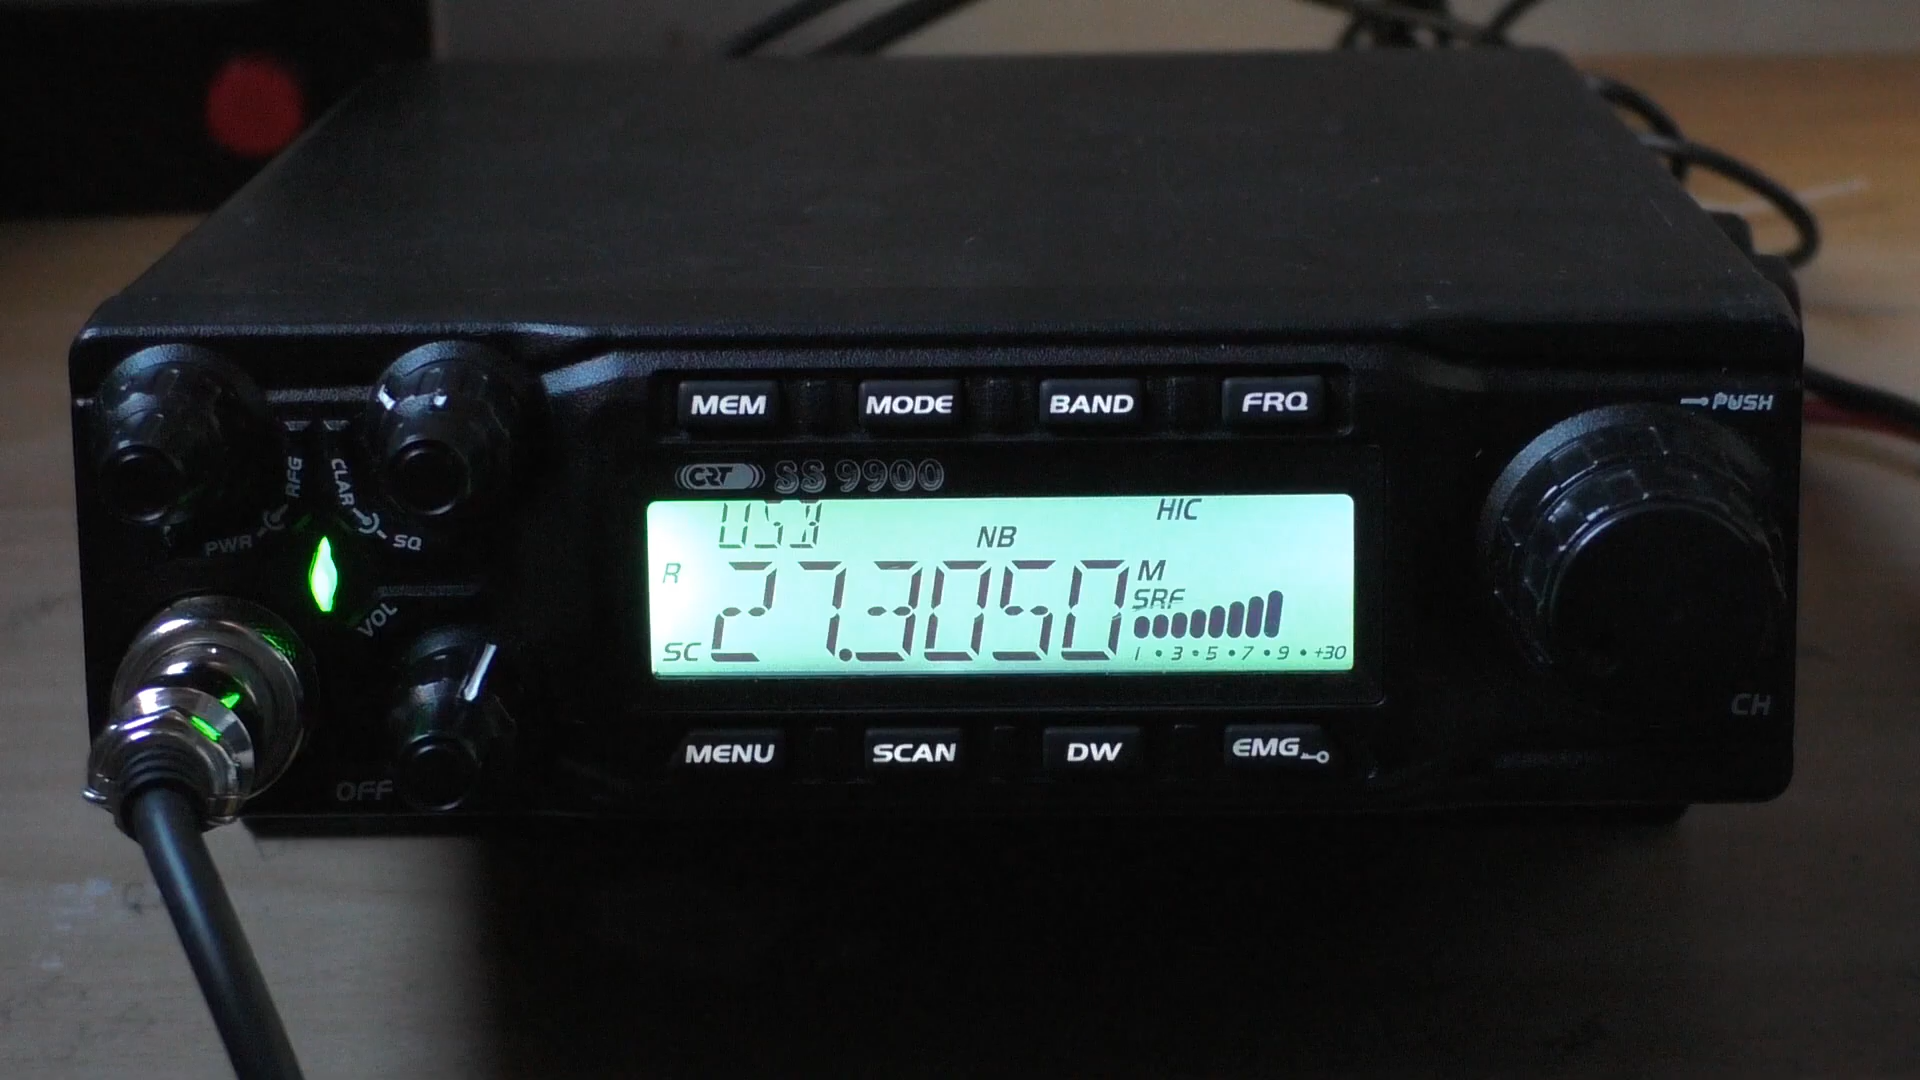 MEM MODE BAND FRQ
PUSH
RFG CLAR
PWR SQ
CRT SS 9900
USB HIC
NB
R 27.3050 M
SRF
SC 1 • 3 • 5 • 7 • 9 • +30
VOL
CH
MENU SCAN DW EMG
OFF